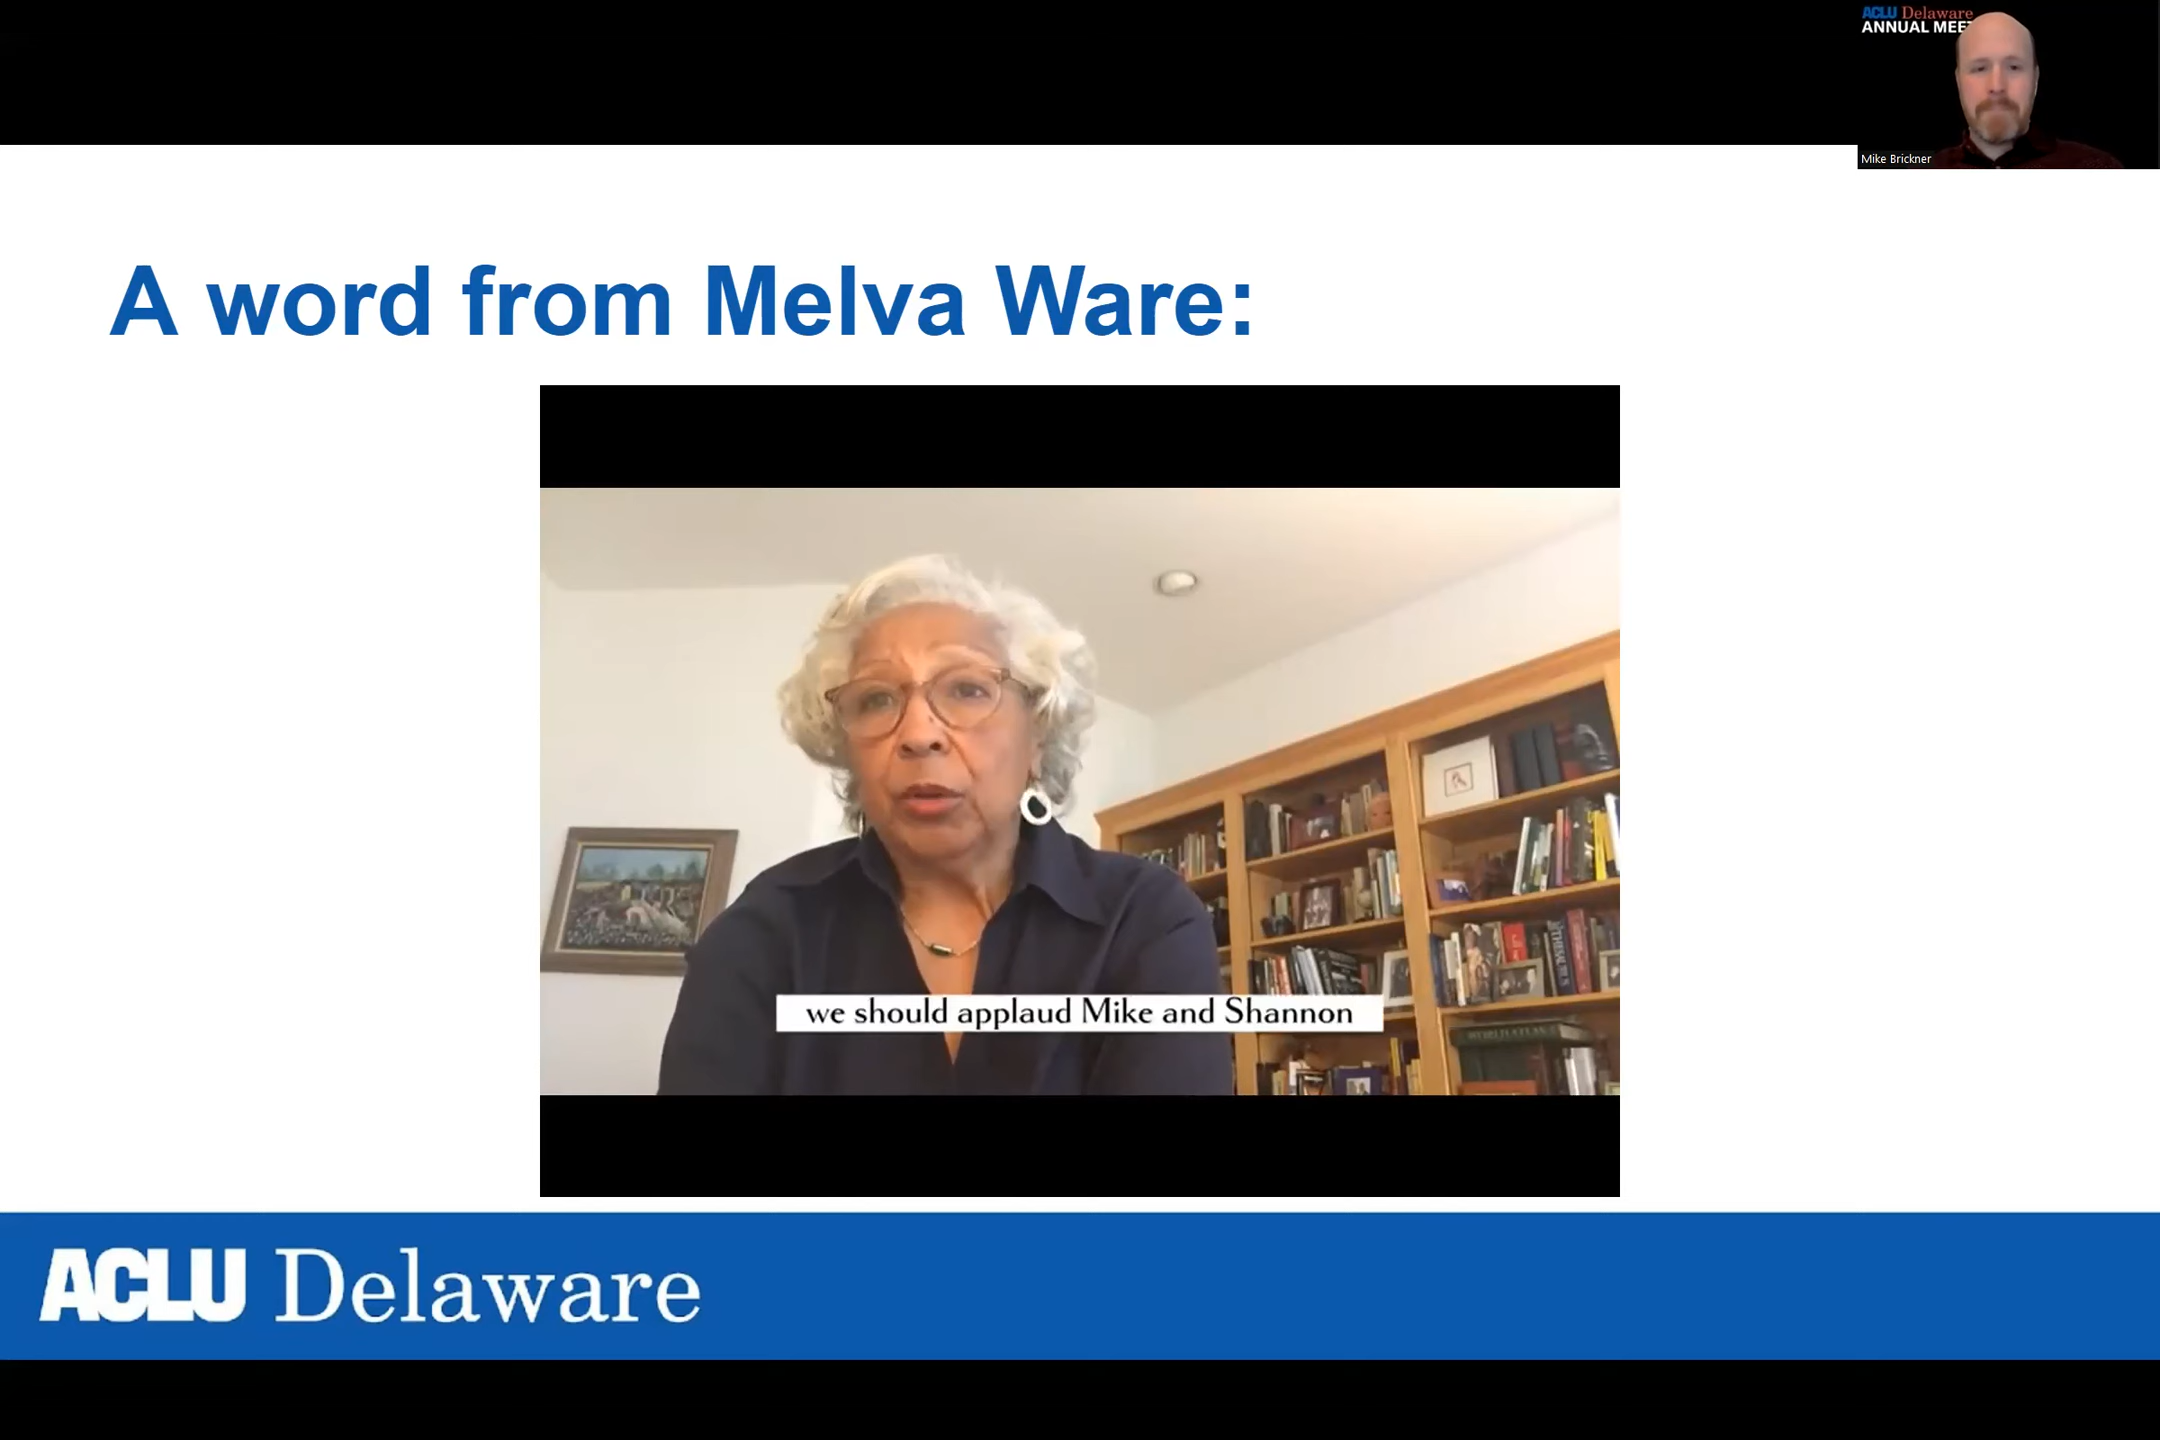 ACLU Delaware
ANNUAL MEE
Mike Brickner
A word from Melva Ware:
we should applaud Mike and Shannon
ACLU Delaware